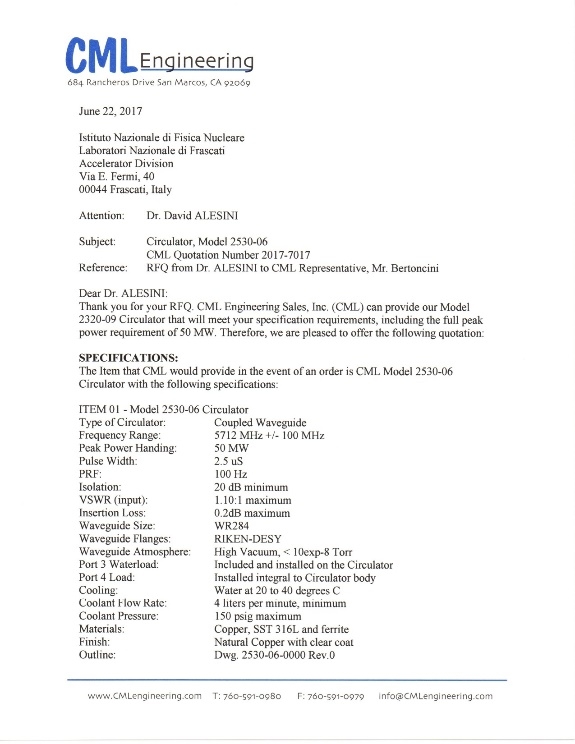 CML Engineering
684 Rancheros Drive San Marcos, CA 92069
June 22, 2017
Istituto Nazionale di Fisica Nucleare
Laboratori Nazionale di Frascati
Accelerator Division
Via E. Fermi, 40
00044 Frascati, Italy
Attention: Dr. David ALESINI
Subject: Circulator, Model 2530-06
CML Quotation Number 2017-7017
Reference: RFQ from Dr. ALESINI to CML Representative, Mr. Bertoncini
Dear Dr. ALESINI:
Thank you for your RFQ. CML Engineering Sales, Inc. (CML) can provide our Model
2320-09 Circulator that will meet your specification requirements, including the full peak
power requirement of 50 MW. Therefore, we are pleased to offer the following quotation:
SPECIFICATIONS:
The Item that CML would provide in the event of an order is CML Model 2530-06
Circulator with the following specifications:
ITEM 01 - Model 2530-06 Circulator
Type of Circulator: Coupled Waveguide
Frequency Range: 5712 MHz +/- 100 MHz
Peak Power Handing: 50 MW
Pulse Width: 2.5 uS
PRF: 100 Hz
Isolation: 20 dB minimum
VSWR (input): 1.10:1 maximum
Insertion Loss: 0.2dB maximum
Waveguide Size: WR284
Waveguide Flanges: RIKEN-DESY
Waveguide Atmosphere: High Vacuum, < 10exp-8 Torr
Port 3 Waterload: Included and installed on the Circulator
Port 4 Load: Installed integral to Circulator body
Cooling: Water at 20 to 40 degrees C
Coolant Flow Rate: 4 liters per minute, minimum
Coolant Pressure: 150 psig maximum
Materials: Copper, SST 316L and ferrite
Finish: Natural Copper with clear coat
Outline: Dwg. 2530-06-0000 Rev.0
www.CMLengineering.com T: 760-591-0980 F: 760-591-0979 info@CMLengineering.com